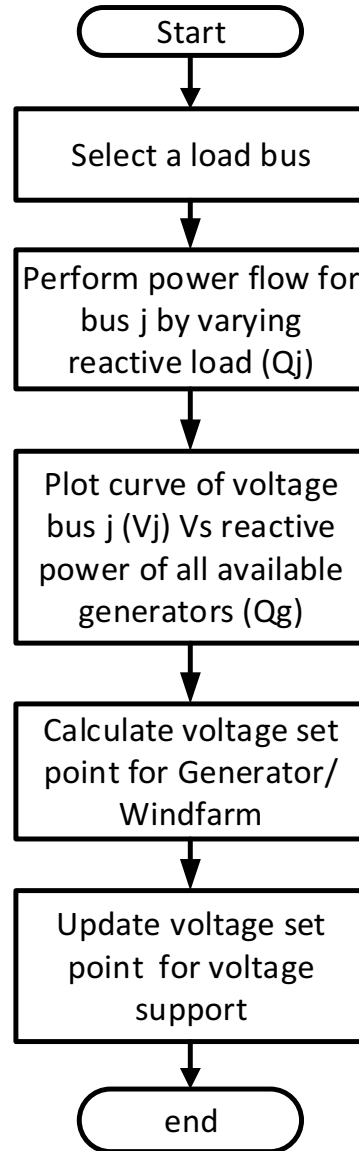 Start
Select a load bus
Perform power flow for
bus j by varying
reactive load (Qj)
Plot curve of voltage
bus j (Vj) Vs reactive
power of all available
generators (Qg)
Calculate voltage set
point for Generator/
Windfarm
Update voltage set
point  for voltage
support
end